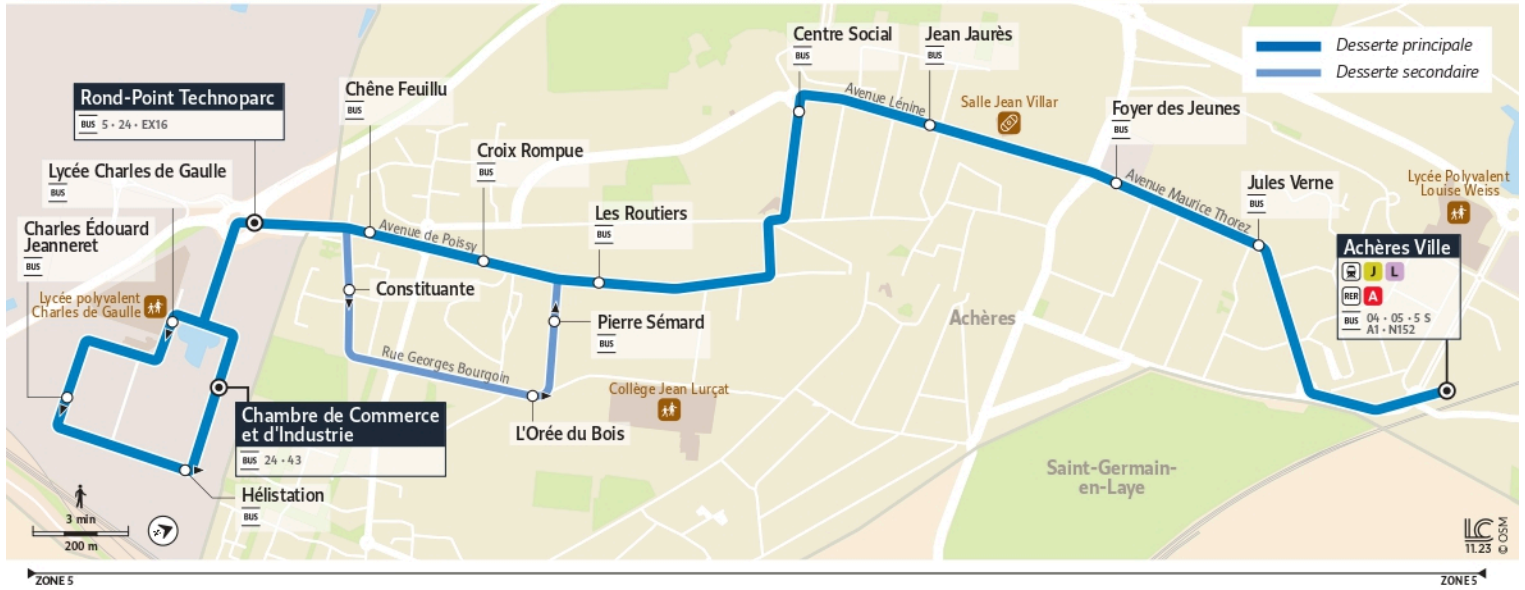 Centre Social
BUS
Jean Jaurès
BUS
Desserte principale
Desserte secondaire
Rond-Point Technoparc
BUS 5 • 24 • EX16
Chêne Feuillu
BUS
Avenue Lénine
Salle Jean Villar
Foyer des Jeunes
BUS
Croix Rompue
BUS
Lycée Charles de Gaulle
BUS
Avenue Maurice Thorez
Jules Verne
BUS
Lycée Polyvalent
Louise Weiss
Charles Édouard
Jeanneret
BUS
Avenue de Poissy
Les Routiers
BUS
Achères Ville
J L
RER A
BUS 04 • 05 • 5 S
A1 • N152
Lycée polyvalent
Charles de Gaulle
Constituante
Pierre Sémard
BUS
Achères
Rue Georges Bourgoin
Collège Jean Lurçat
Chambre de Commerce
et d'Industrie
BUS 24 • 43
L'Orée du Bois
Saint-Germain-
en-Laye
Hélistation
BUS
3 min
200 m
LC
11.23
© OSM
ZONE 5
ZONE 5